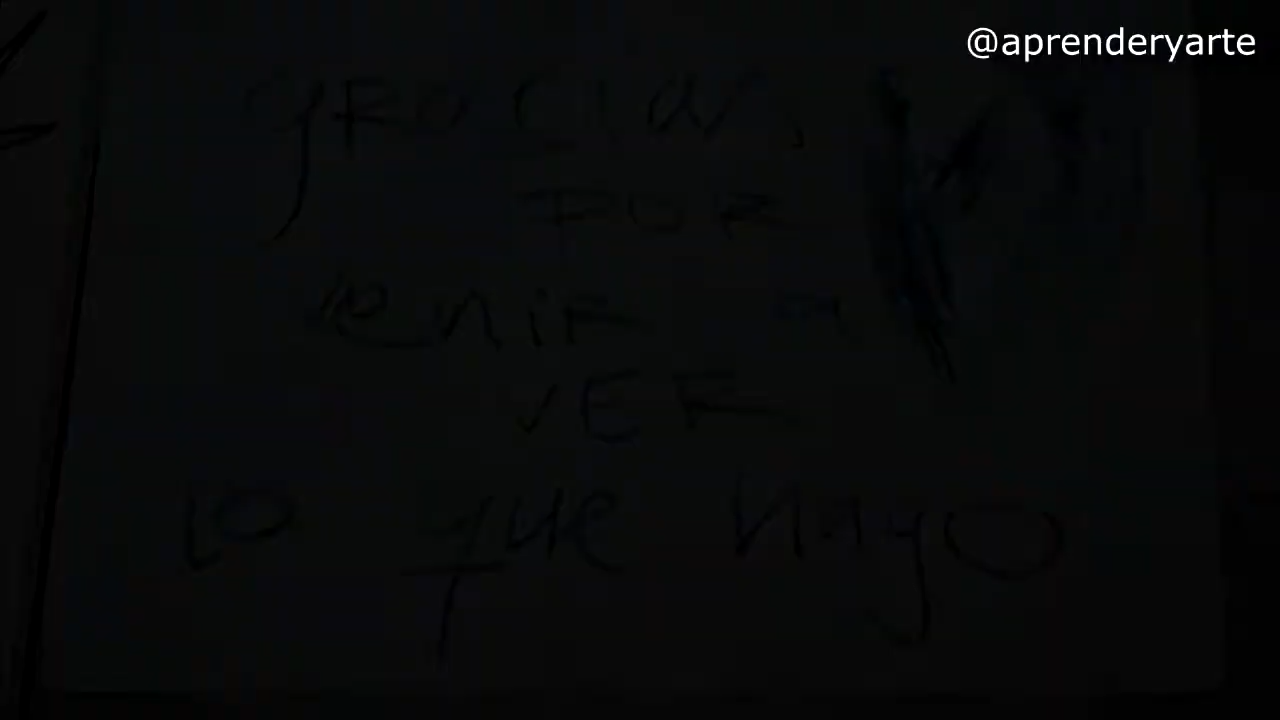 @aprenderyarte
gracias,
POR
venir a
VER
lo que hago